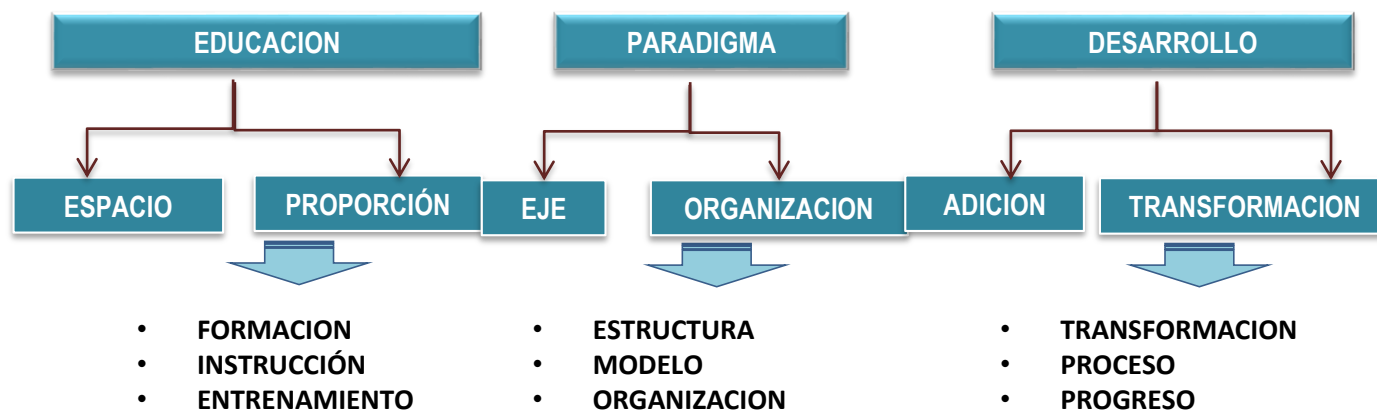 EDUCACION
PARADIGMA
DESARROLLO
ESPACIO
PROPORCIÓN
EJE
ORGANIZACION
ADICION
TRANSFORMACION
• FORMACION
• INSTRUCCIÓN
• ENTRENAMIENTO
• ESTRUCTURA
• MODELO
• ORGANIZACION
• TRANSFORMACION
• PROCESO
• PROGRESO